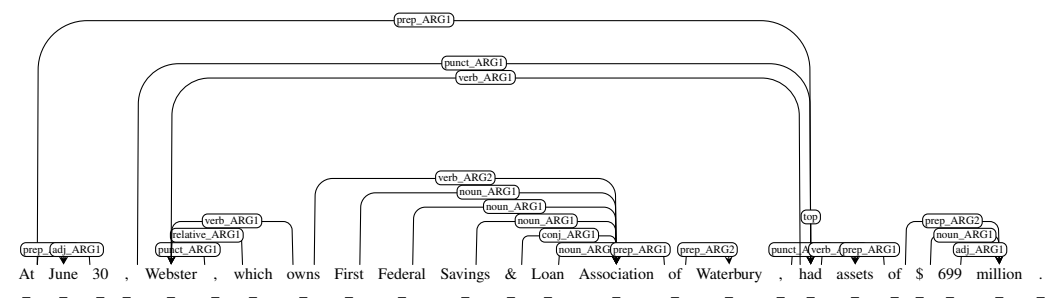 prep_ARG1
punct_ARG1
verb_ARG1
verb_ARG2
noun_ARG1
noun_ARG1
top
verb_ARG1 noun_ARG1 prep_ARG2
relative_ARG1 conj_ARG1 noun_ARG1
adj_ARG1 punct_ARG1 prep_ARG1 prep_ARG2 prep_ARG1 adj_ARG1
At June 30 , Webster , which owns First Federal Savings & Loan Association of Waterbury , had assets of $ 699 million .
_ _ _ _ _ _ _ _ _ _ _ _ _ _ _ _ _ _ _ _ _ _ _ _